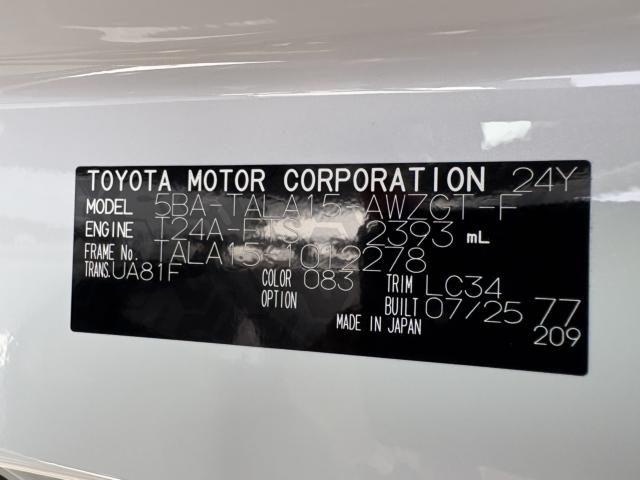 TOYOTA MOTOR CORPORATION 24Y
MODEL 5BA-TALA15-AWZGT-F
ENGINE T24A-FTS 2393 mL
FRAME No. TALA15-1012278
TRANS. UA81F COLOR 083 TRIM LC34
OPTION BUILT 07/25 77
MADE IN JAPAN 209